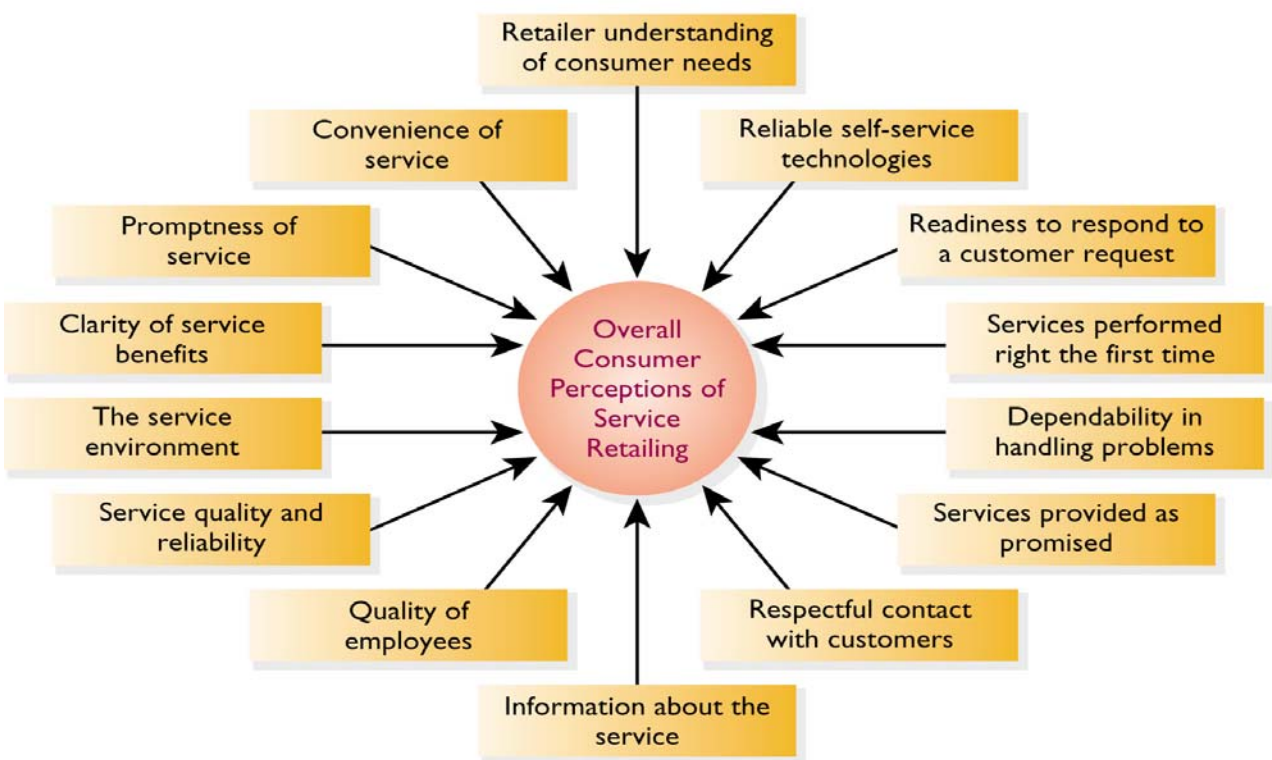 Retailer understanding
of consumer needs
Convenience of
service
Reliable self-service
technologies
Promptness of
service
Readiness to respond to
a customer request
Clarity of service
benefits
Overall
Consumer
Perceptions of
Service
Retailing
Services performed
right the first time
The service
environment
Dependability in
handling problems
Service quality and
reliability
Services provided as
promised
Quality of
employees
Respectful contact
with customers
Information about the
service